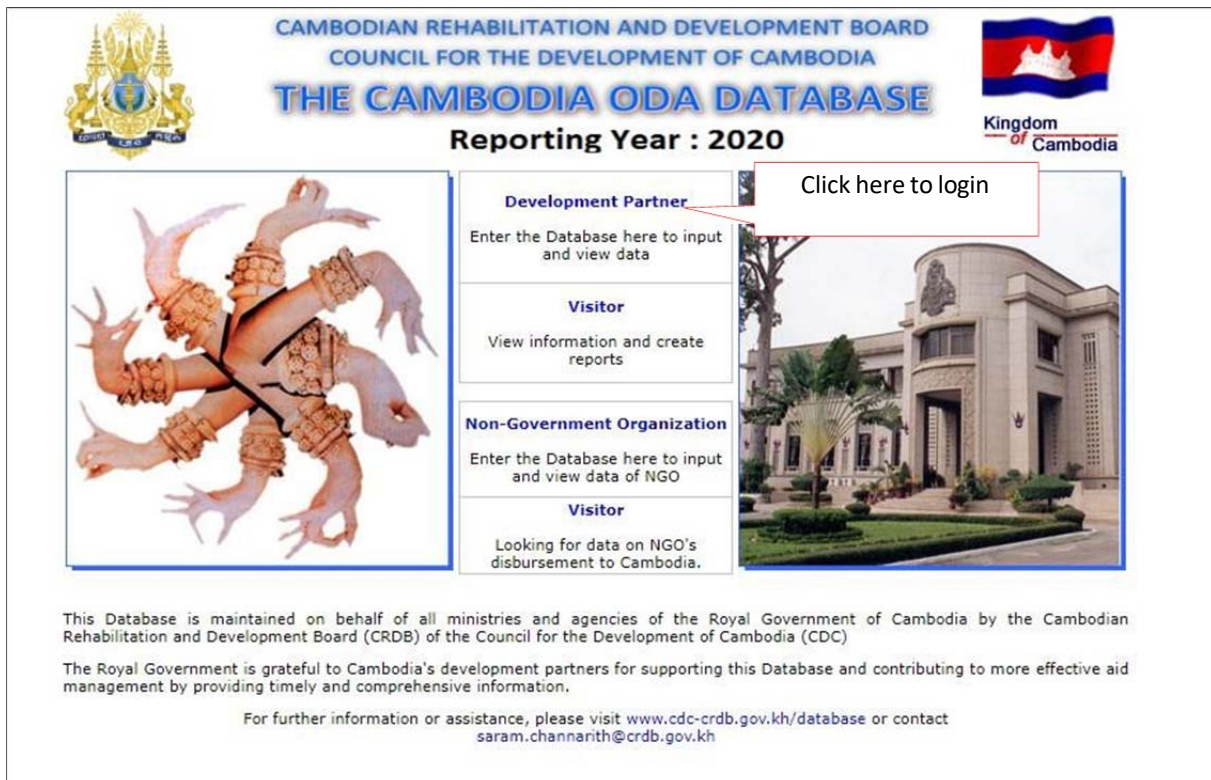 CAMBODIAN REHABILITATION AND DEVELOPMENT BOARD
COUNCIL FOR THE DEVELOPMENT OF CAMBODIA
THE CAMBODIA ODA DATABASE
Reporting Year : 2020
Kingdom
of Cambodia
Click here to login
Development Partner
Enter the Database here to input
and view data
Visitor
View information and create
reports
Non-Government Organization
Enter the Database here to input
and view data of NGO
Visitor
Looking for data on NGO's
disbursement to Cambodia.
This Database is maintained on behalf of all ministries and agencies of the Royal Government of Cambodia by the Cambodian
Rehabilitation and Development Board (CRDB) of the Council for the Development of Cambodia (CDC)
The Royal Government is grateful to Cambodia's development partners for supporting this Database and contributing to more effective aid
management by providing timely and comprehensive information.
For further information or assistance, please visit www.cdc-crdb.gov.kh/database or contact
saram.channarith@crdb.gov.kh